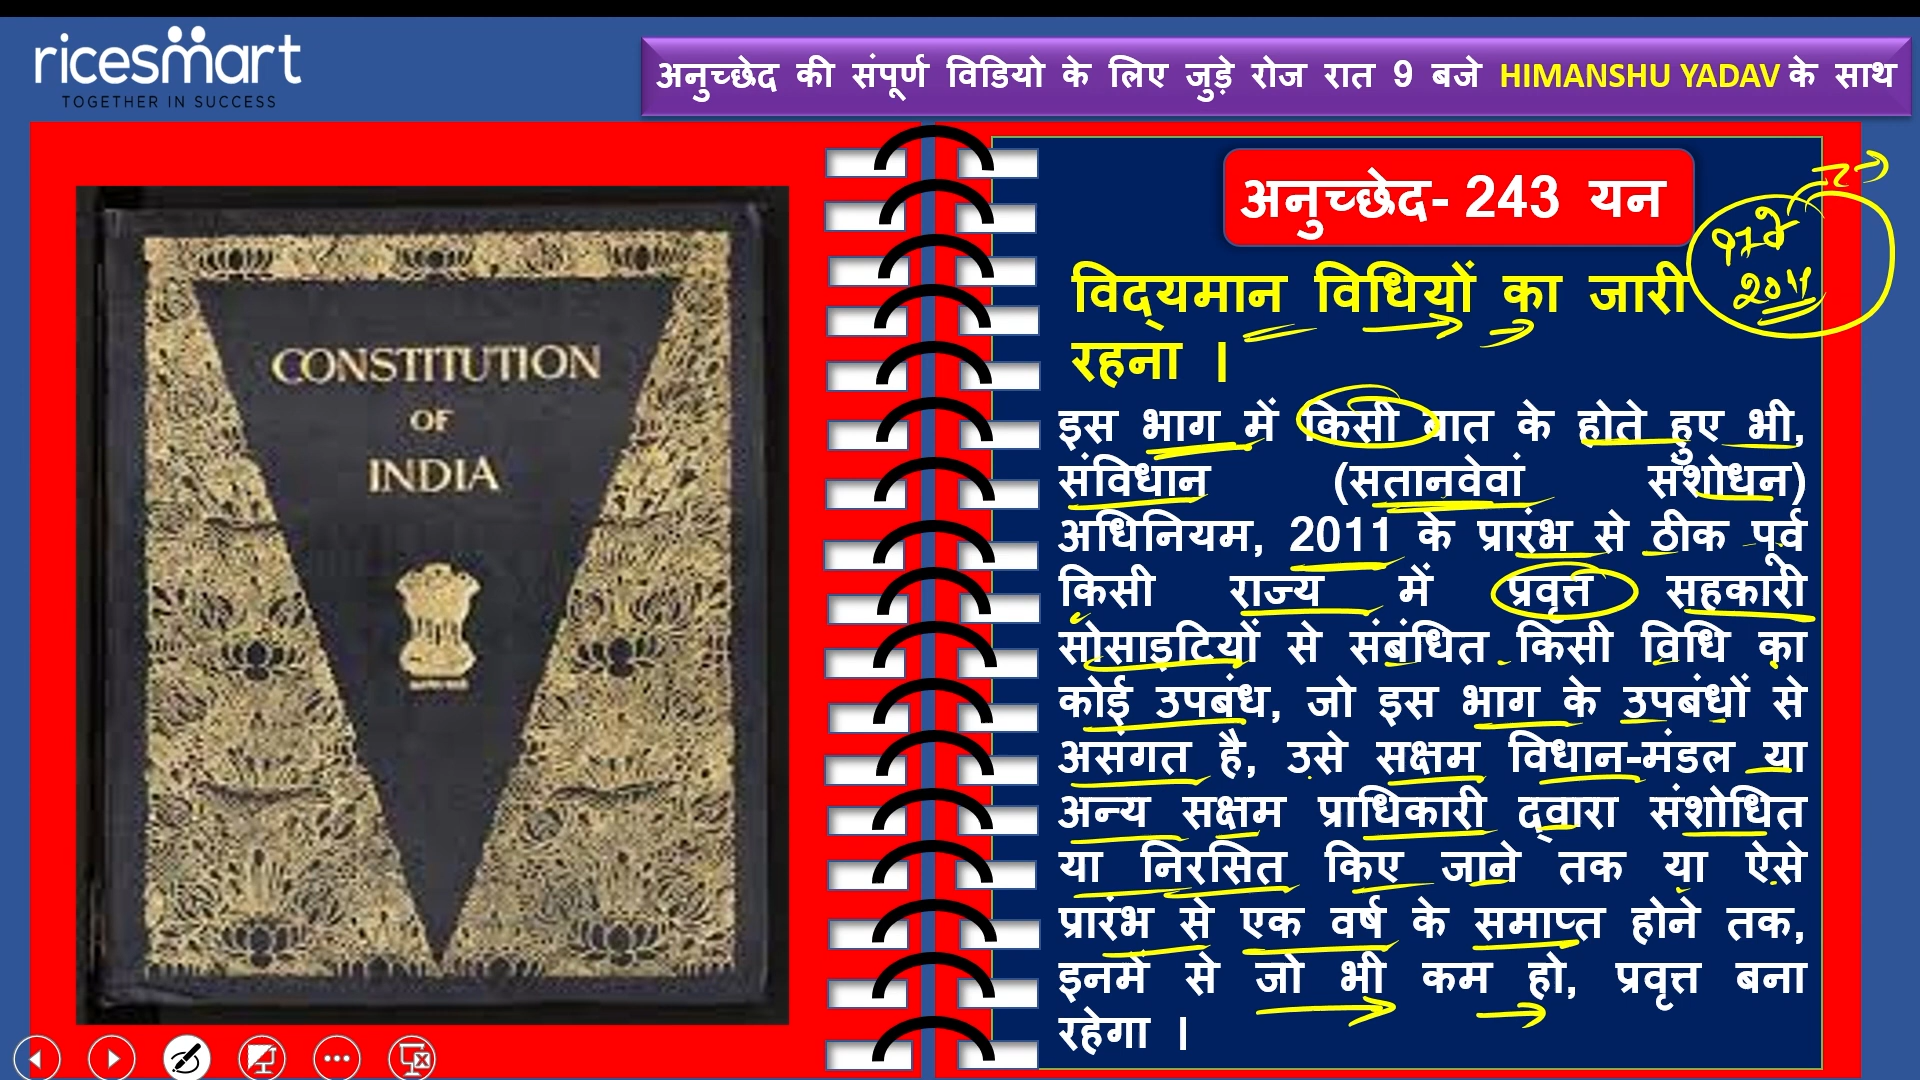 ricesmart
TOGETHER IN SUCCESS
अनुच्छेद की संपूर्ण विडियो के लिए जुड़े रोज रात 9 बजे HIMANSHU YADAV के साथ
CONSTITUTION
OF
INDIA
अनुच्छेद- 243 यन
विद्यमान विधियों का जारी
रहना ।
इस भाग में किसी बात के होते हुए भी,
संविधान (सतानवेवां संशोधन)
अधिनियम, 2011 के प्रारंभ से ठीक पूर्व
किसी राज्य में प्रवृत्त सहकारी
सोसाइटियों से संबंधित किसी विधि का
कोई उपबंध, जो इस भाग के उपबंधों से
असंगत है, उसे सक्षम विधान-मंडल या
अन्य सक्षम प्राधिकारी द्वारा संशोधित
या निरसित किए जाने तक या ऐसे
प्रारंभ से एक वर्ष के समाप्त होने तक,
इनमें से जो भी कम हो, प्रवृत्त बना
रहेगा ।